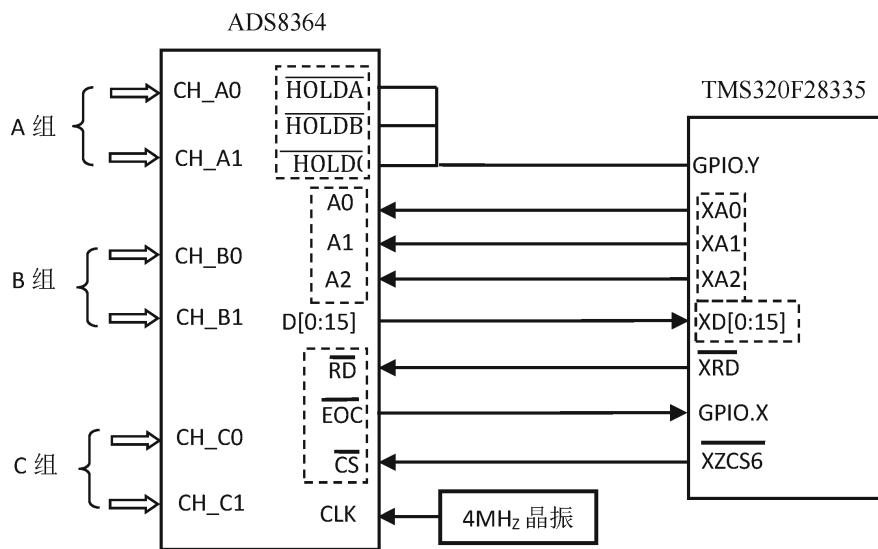 ADS8364
TMS320F28335
A 组
CH_A0
CH_A1
HOLDA
HOLDB
HOLDC
GPIO.Y
A0
XA0
A1
XA1
A2
XA2
B 组
CH_B0
CH_B1
D[0:15]
XD[0:15]
RD
XRD
EOC
GPIO.X
C 组
CH_C0
CH_C1
CS
XZCS6
CLK
4MHz 晶振